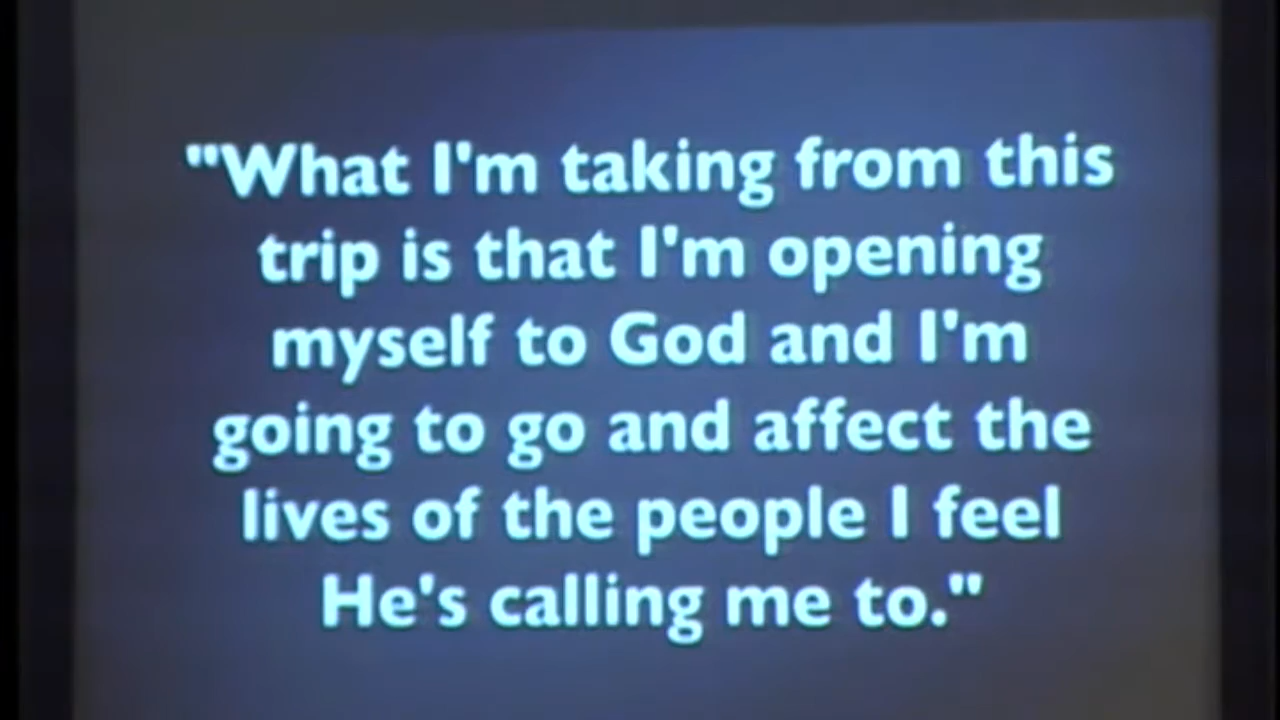 "What I'm taking from this
trip is that I'm opening
myself to God and I'm
going to go and affect the
lives of the people I feel
He's calling me to."